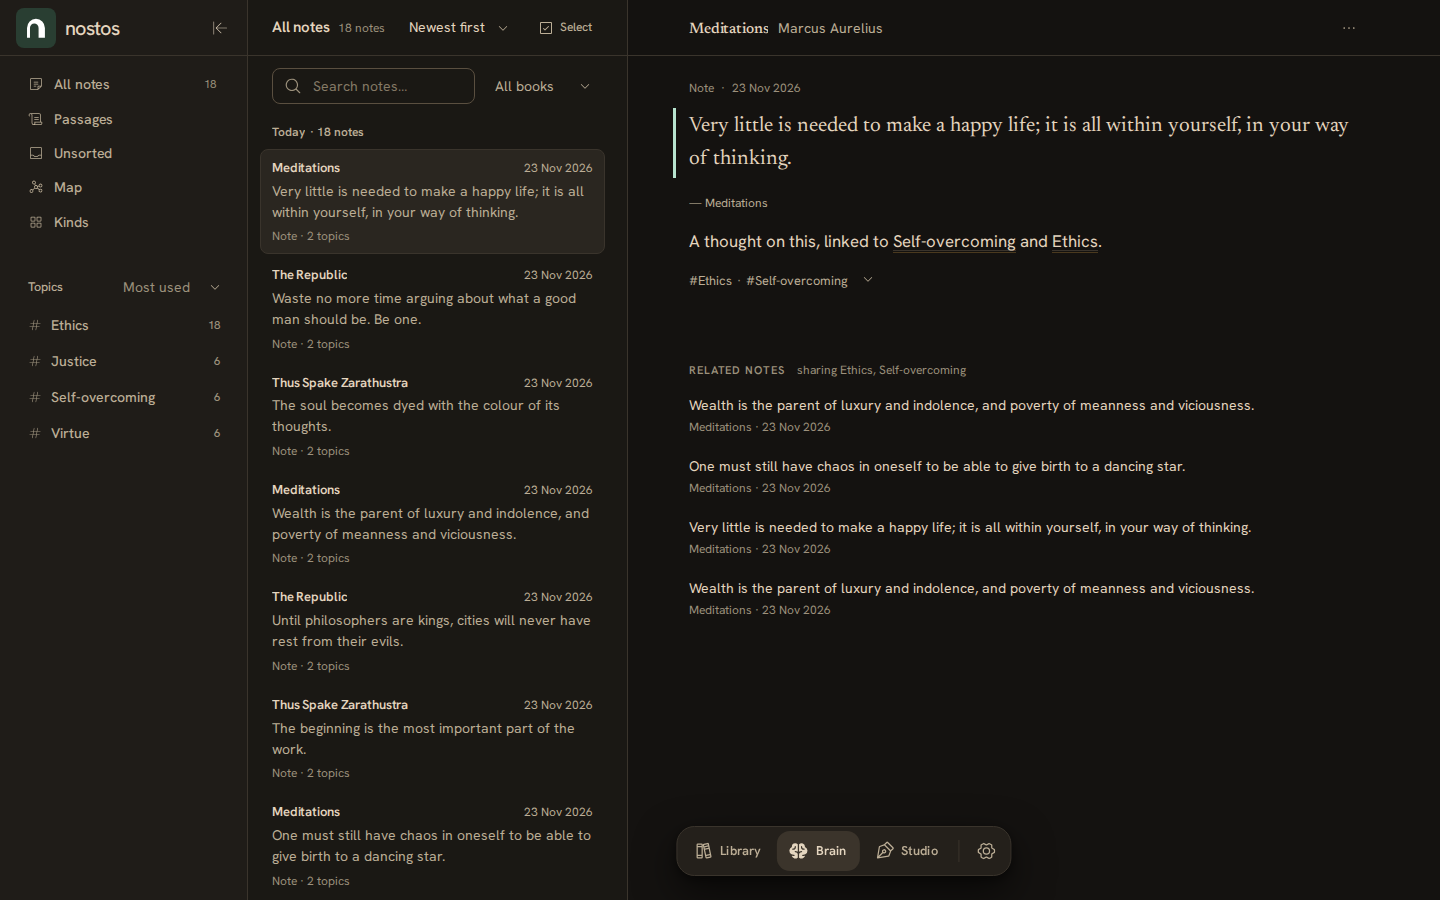 nostos
All notes 18
Passages
Unsorted
Map
Kinds
Topics Most used
# Ethics 18
# Justice 6
# Self-overcoming 6
# Virtue 6
All notes 18 notes Newest first Select
Search notes...
All books
Today · 18 notes
Meditations 23 Nov 2026
Very little is needed to make a happy life; it is all
within yourself, in your way of thinking.
Note · 2 topics
The Republic 23 Nov 2026
Waste no more time arguing about what a good
man should be. Be one.
Note · 2 topics
Thus Spake Zarathustra 23 Nov 2026
The soul becomes dyed with the colour of its
thoughts.
Note · 2 topics
Meditations 23 Nov 2026
Wealth is the parent of luxury and indolence, and
poverty of meanness and viciousness.
Note · 2 topics
The Republic 23 Nov 2026
Until philosophers are kings, cities will never have
rest from their evils.
Note · 2 topics
Thus Spake Zarathustra 23 Nov 2026
The beginning is the most important part of the
work.
Note · 2 topics
Meditations 23 Nov 2026
One must still have chaos in oneself to be able to
give birth to a dancing star.
Note · 2 topics
Meditations Marcus Aurelius
Note · 23 Nov 2026
Very little is needed to make a happy life; it is all within yourself, in your way
of thinking.
— Meditations
A thought on this, linked to Self-overcoming and Ethics.
#Ethics · #Self-overcoming
RELATED NOTES sharing Ethics, Self-overcoming
Wealth is the parent of luxury and indolence, and poverty of meanness and viciousness.
Meditations · 23 Nov 2026
One must still have chaos in oneself to be able to give birth to a dancing star.
Meditations · 23 Nov 2026
Very little is needed to make a happy life; it is all within yourself, in your way of thinking.
Meditations · 23 Nov 2026
Wealth is the parent of luxury and indolence, and poverty of meanness and viciousness.
Meditations · 23 Nov 2026
Library Brain Studio